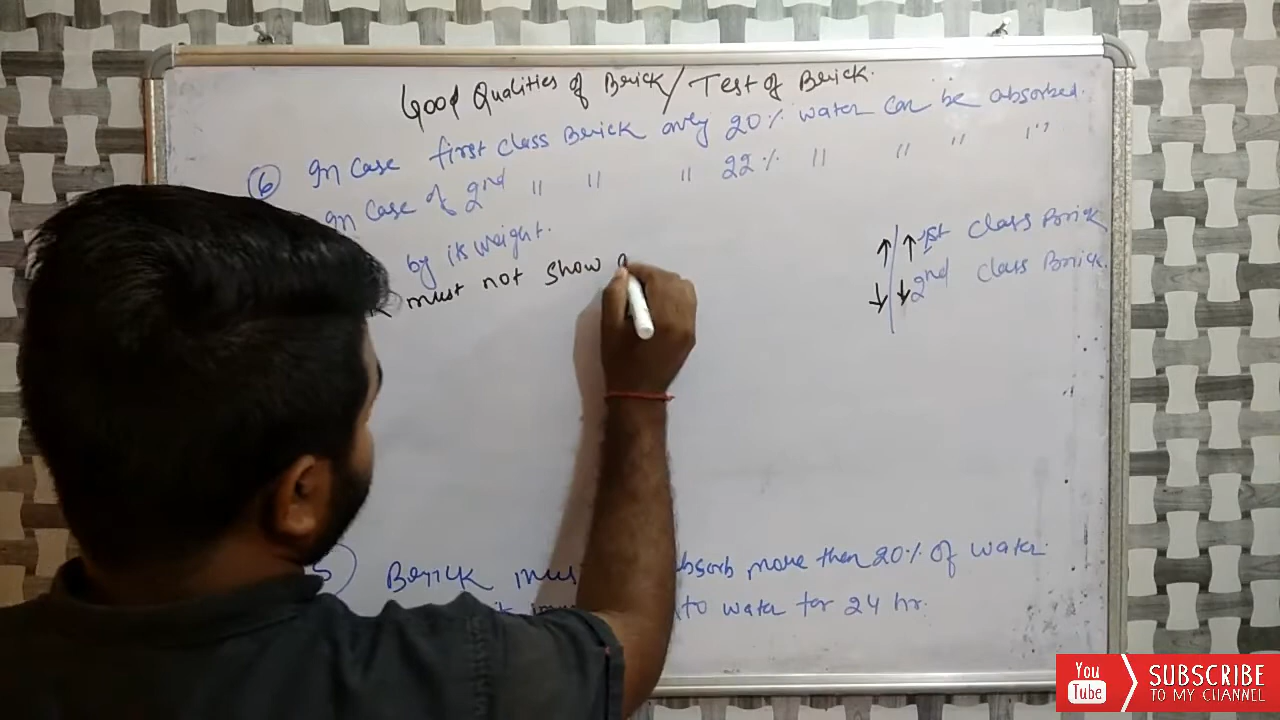 Good Qualities of Brick/Test of Brick.
⑥ In Case first class Brick only 20% water can be absorbed.
In Case of 2nd " " " 22% " " " "
by its weight.
must not show
1st class Brick
2nd class Brick.
5 Brick absorb more then 20% of water
to water for 24 hr.
You Tube SUBSCRIBE
TO MY CHANNEL